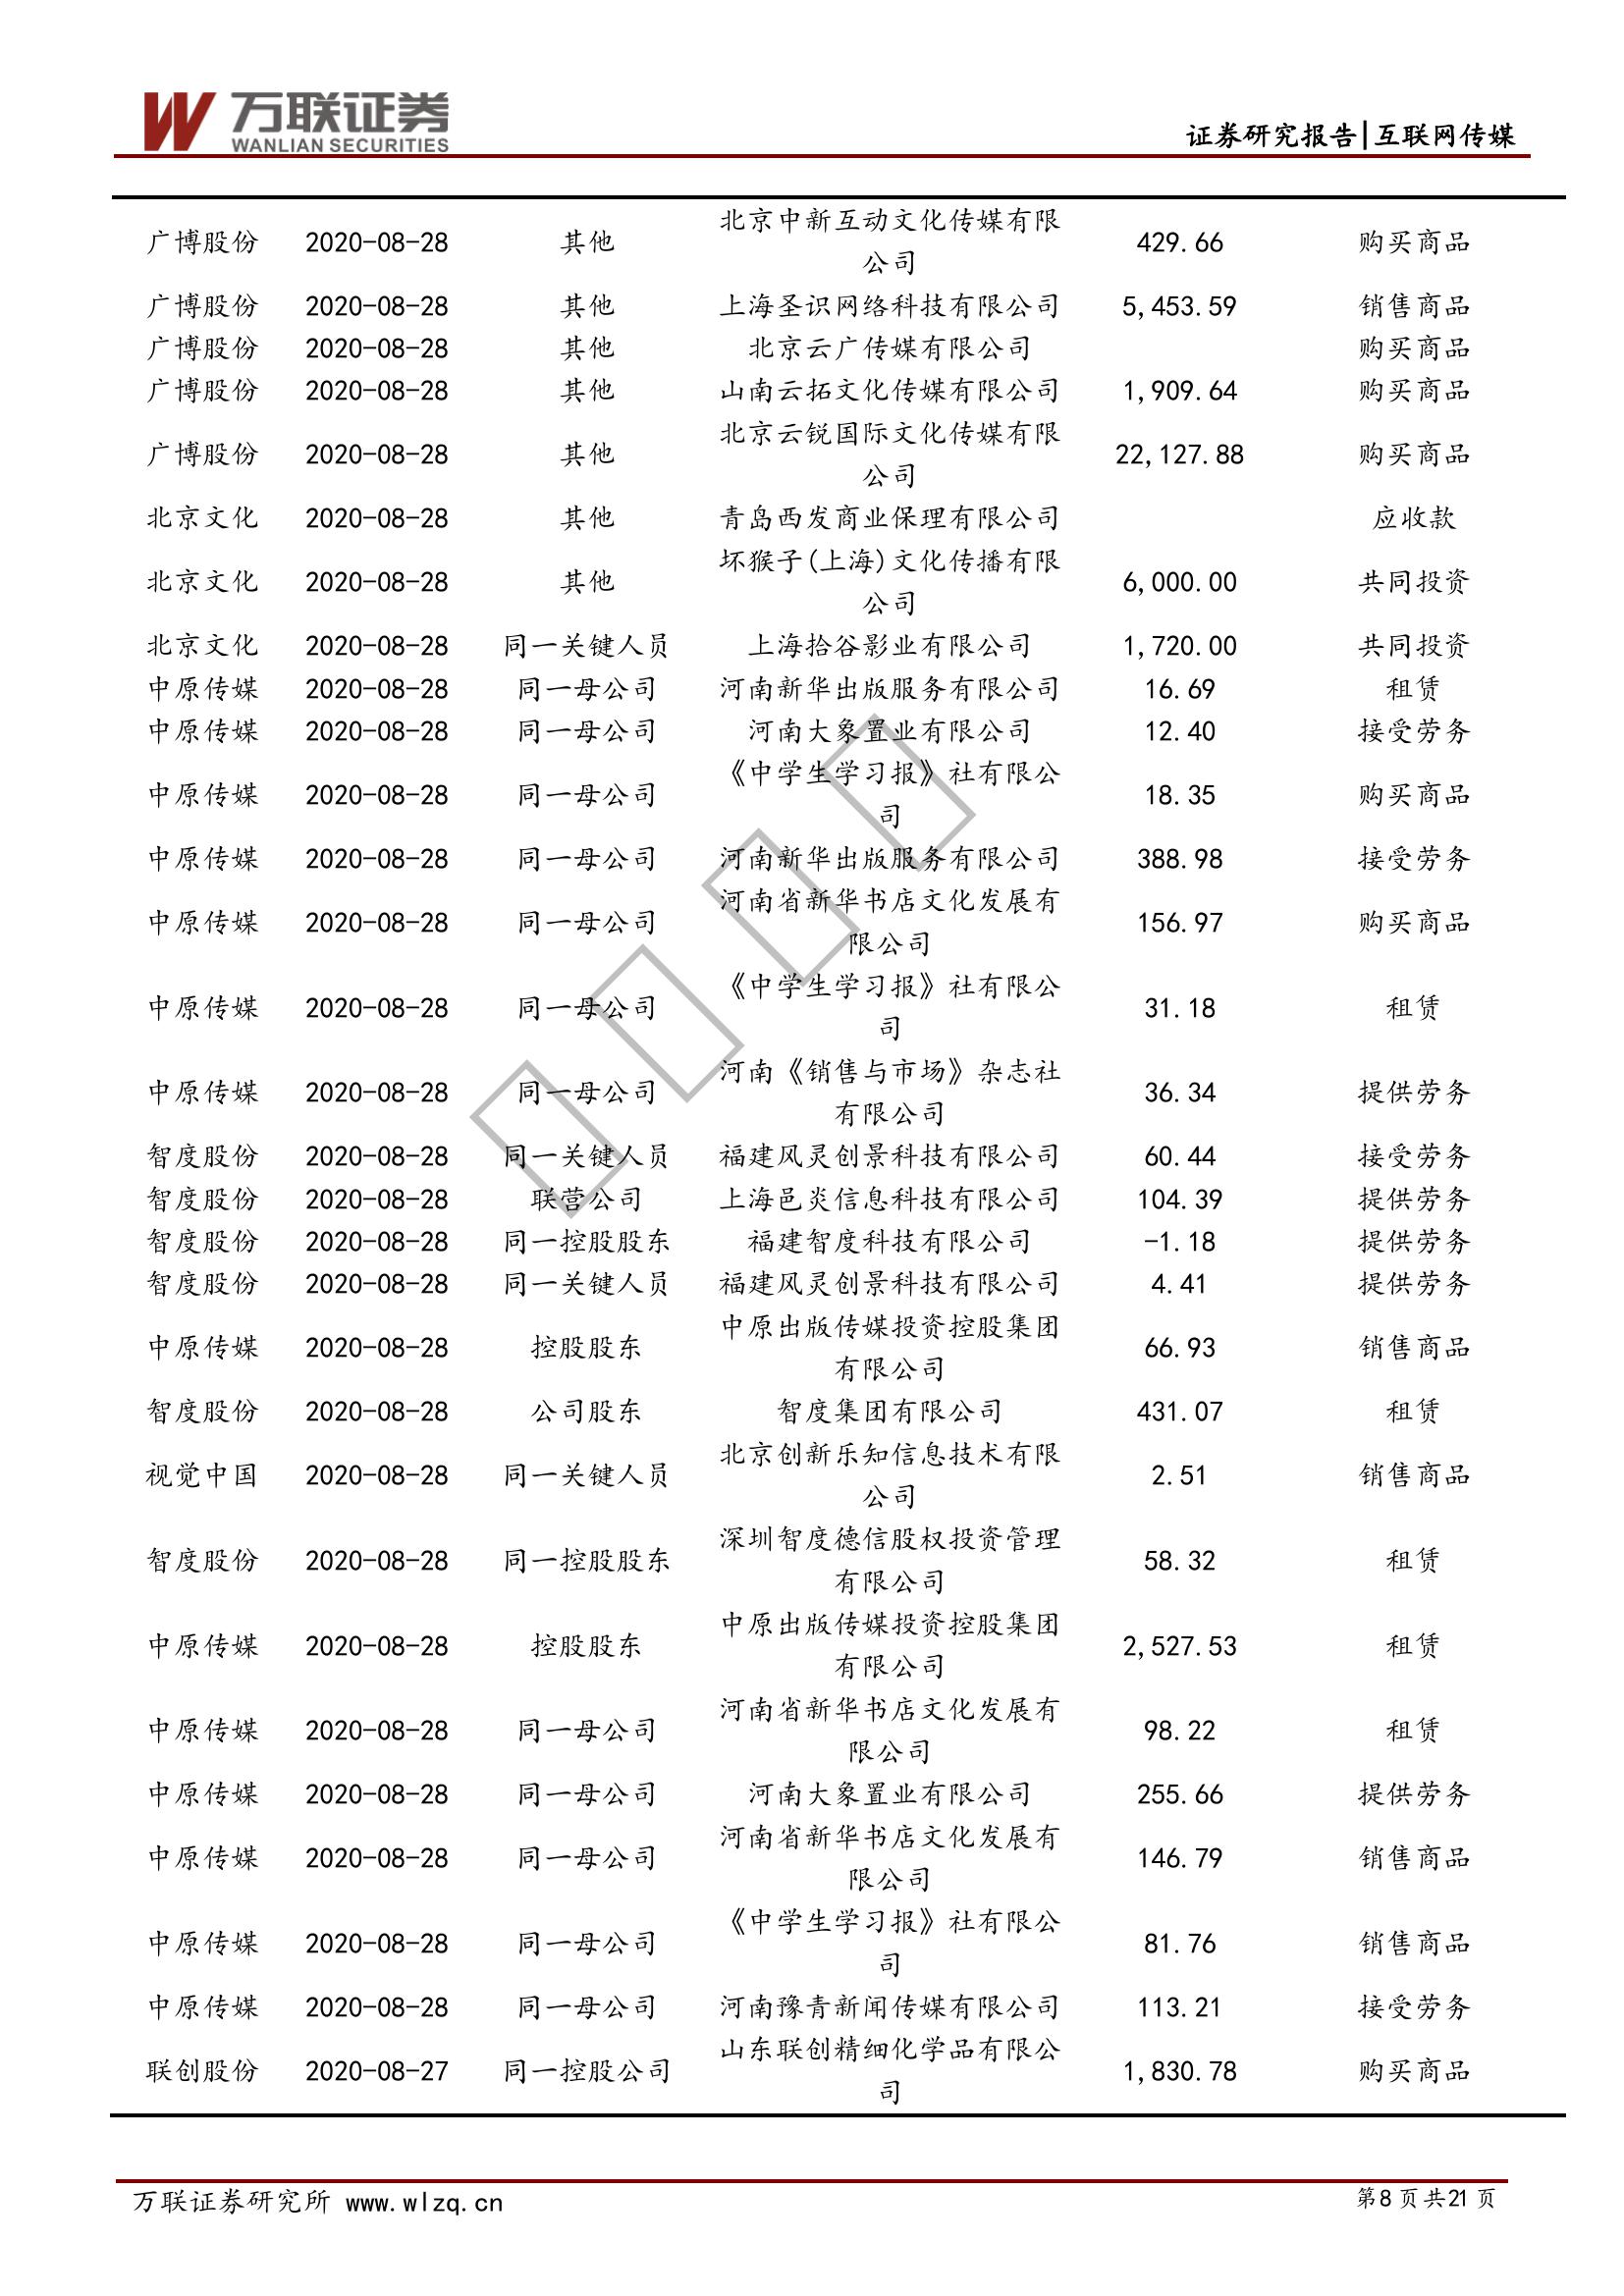 万联证券
WANLIAN SECURITIES
证券研究报告|互联网传媒
广博股份 2020-08-28 其他 北京中新互动文化传媒有限公司 429.66 购买商品
广博股份 2020-08-28 其他 上海圣识网络科技有限公司 5,453.59 销售商品
广博股份 2020-08-28 其他 北京云广传媒有限公司 购买商品
广博股份 2020-08-28 其他 山南云拓文化传媒有限公司 1,909.64 购买商品
广博股份 2020-08-28 其他 北京云锐国际文化传媒有限公司 22,127.88 购买商品
北京文化 2020-08-28 其他 青岛西发商业保理有限公司 应收款
北京文化 2020-08-28 其他 坏猴子(上海)文化传播有限公司 6,000.00 共同投资
北京文化 2020-08-28 同一关键人员 上海拾谷影业有限公司 1,720.00 共同投资
中原传媒 2020-08-28 同一母公司 河南新华出版服务有限公司 16.69 租赁
中原传媒 2020-08-28 同一母公司 河南大象置业有限公司 12.40 接受劳务
中原传媒 2020-08-28 同一母公司 《中学生学习报》社有限公司 18.35 购买商品
中原传媒 2020-08-28 同一母公司 河南新华出版服务有限公司 388.98 接受劳务
中原传媒 2020-08-28 同一母公司 河南省新华书店文化发展有限公司 156.97 购买商品
中原传媒 2020-08-28 同一母公司 《中学生学习报》社有限公司 31.18 租赁
中原传媒 2020-08-28 同一母公司 河南《销售与市场》杂志社有限公司 36.34 提供劳务
智度股份 2020-08-28 同一关键人员 福建风灵创景科技有限公司 60.44 接受劳务
智度股份 2020-08-28 联营公司 上海邑炎信息科技有限公司 104.39 提供劳务
智度股份 2020-08-28 同一控股股东 福建智度科技有限公司 -1.18 提供劳务
智度股份 2020-08-28 同一关键人员 福建风灵创景科技有限公司 4.41 提供劳务
中原传媒 2020-08-28 控股股东 中原出版传媒投资控股集团有限公司 66.93 销售商品
智度股份 2020-08-28 公司股东 智度集团有限公司 431.07 租赁
视觉中国 2020-08-28 同一关键人员 北京创新乐知信息技术有限公司 2.51 销售商品
智度股份 2020-08-28 同一控股股东 深圳智度德信股权投资管理有限公司 58.32 租赁
中原传媒 2020-08-28 控股股东 中原出版传媒投资控股集团有限公司 2,527.53 租赁
中原传媒 2020-08-28 同一母公司 河南省新华书店文化发展有限公司 98.22 租赁
中原传媒 2020-08-28 同一母公司 河南大象置业有限公司 255.66 提供劳务
中原传媒 2020-08-28 同一母公司 河南省新华书店文化发展有限公司 146.79 销售商品
中原传媒 2020-08-28 同一母公司 《中学生学习报》社有限公司 81.76 销售商品
中原传媒 2020-08-28 同一母公司 河南豫青新闻传媒有限公司 113.21 接受劳务
联创股份 2020-08-27 同一控股公司 山东联创精细化学品有限公司 1,830.78 购买商品
万联证券研究所 www.wlzq.cn
第8页共21页